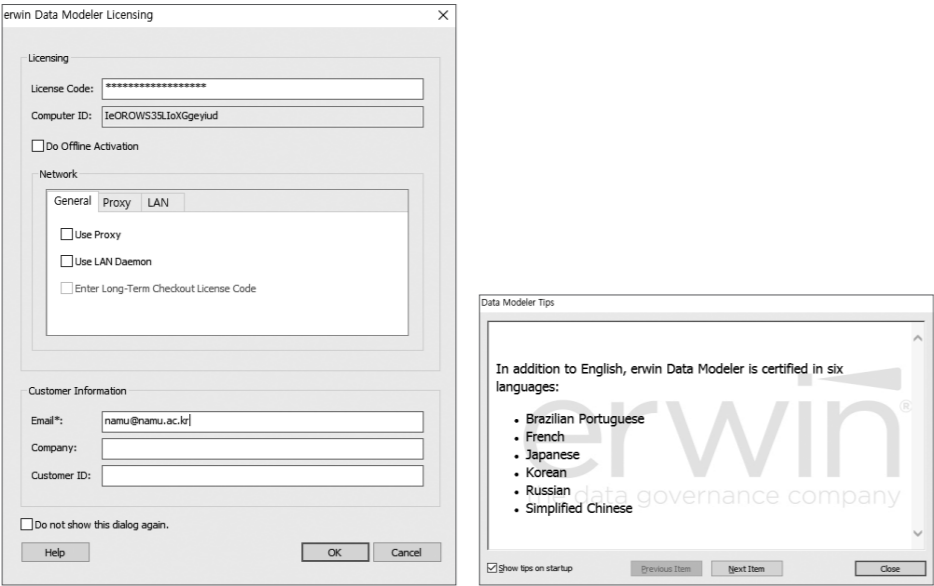 erwin Data Modeler Licensing
Licensing
License Code: ******************
Computer ID: IeOROWS35LIoXGgeyiud
Do Offline Activation
Network
General Proxy LAN
Use Proxy
Use LAN Daemon
Enter Long-Term Checkout License Code
Customer Information
Email*: namu@namu.ac.kr
Company:
Customer ID:
Do not show this dialog again.
Help OK Cancel
Data Modeler Tips
In addition to English, erwin Data Modeler is certified in six
languages:
• Brazilian Portuguese
• French
• Japanese
• Korean
• Russian
• Simplified Chinese
erwin®
the data governance company
Show tips on startup Previous Item Next Item Close